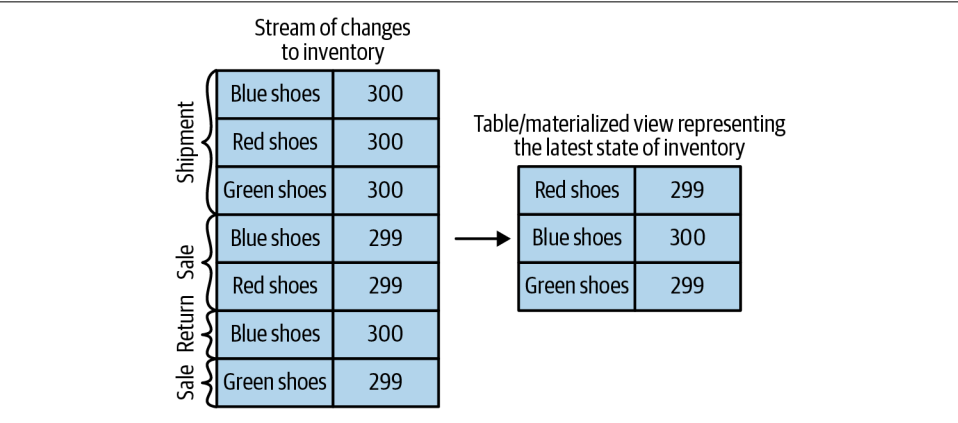 Stream of changes
to inventory
Shipment
Blue shoes 300
Red shoes 300
Green shoes 300
Sale
Blue shoes 299
Red shoes 299
Return
Blue shoes 300
Sale
Green shoes 299
Table/materialized view representing
the latest state of inventory
Red shoes 299
Blue shoes 300
Green shoes 299